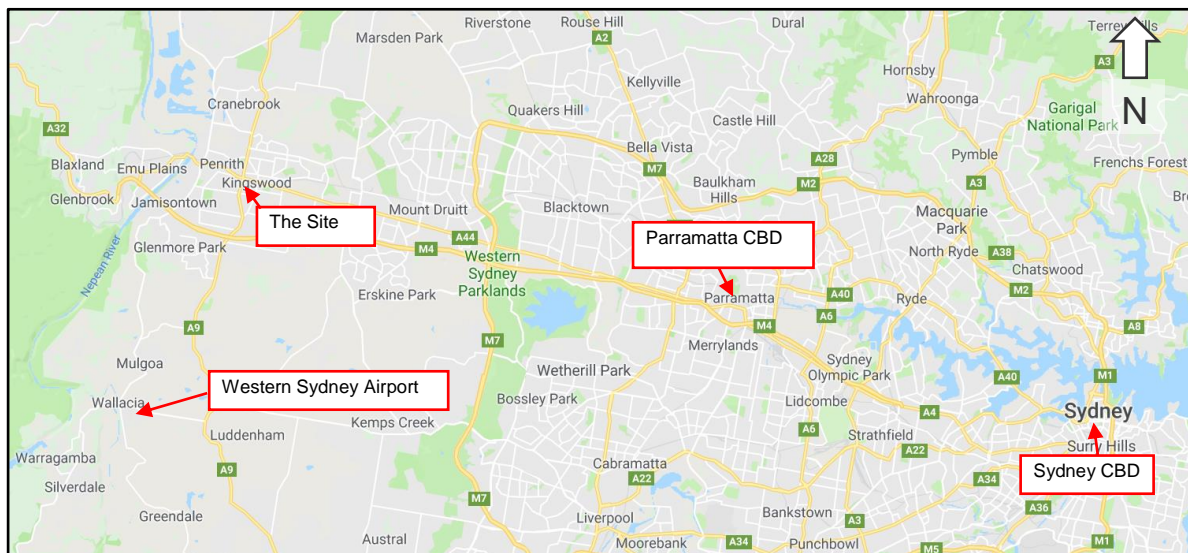 Riverstone
Rouse Hill
Dural
Terrey Hills
Marsden Park
A2
A3
Kellyville
Hornsby
N
Cranebrook
Quakers Hill
Castle Hill
Wahroonga
Garigal
National Park
A32
Bella Vista
A28
Pymble
Blaxland
Emu Plains
Penrith
M7
Baulkham
Hills
M2
A3
Frenchs Forest
Glenbrook
Jamisontown
Kingswood
Mount Druitt
Blacktown
Macquarie
Park
The Site
Parramatta CBD
North Ryde
A38
Chatswood
Glenmore Park
M4
A44
Western
Sydney
Parklands
M2
Nepean River
Erskine Park
Parramatta
A40
Ryde
A6
A8
A9
M7
Merrylands
M4
Mulgoa
Wetherill Park
Sydney
Olympic Park
A40
M1
Western Sydney Airport
Wallacia
Bossley Park
Lidcombe
A4
Sydney
Luddenham
Kemps Creek
A6
Strathfield
A22
Surry Hills
Warragamba
A9
Cabramatta
A22
Sydney CBD
Silverdale
M7
A34
Bankstown
A36
Greendale
Liverpool
A3
Austral
Moorebank
A34
Punchbowl
M5
M1